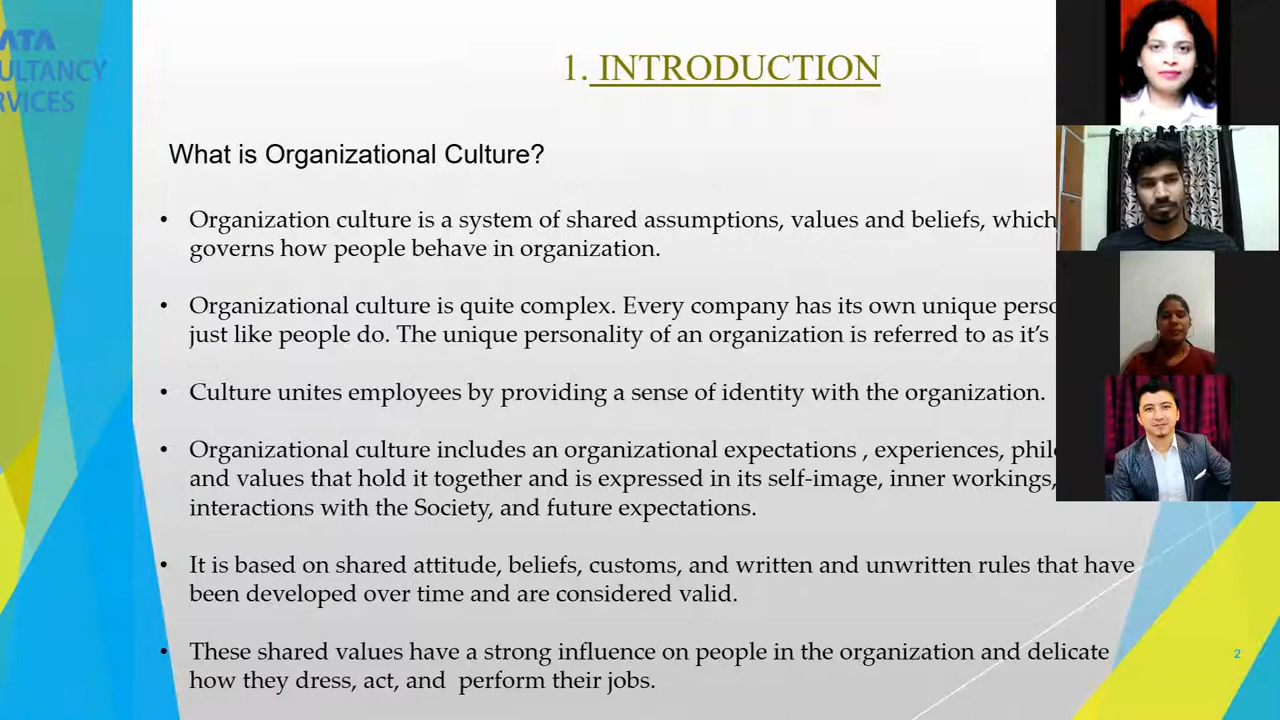 ATA
ULTANCY
RVICES
1. INTRODUCTION
What is Organizational Culture?
• Organization culture is a system of shared assumptions, values and beliefs, which
governs how people behave in organization.
• Organizational culture is quite complex. Every company has its own unique perso
just like people do. The unique personality of an organization is referred to as it’s
• Culture unites employees by providing a sense of identity with the organization.
• Organizational culture includes an organizational expectations , experiences, philo
and values that hold it together and is expressed in its self-image, inner workings,
interactions with the Society, and future expectations.
• It is based on shared attitude, beliefs, customs, and written and unwritten rules that have
been developed over time and are considered valid.
• These shared values have a strong influence on people in the organization and delicate
how they dress, act, and perform their jobs.
2